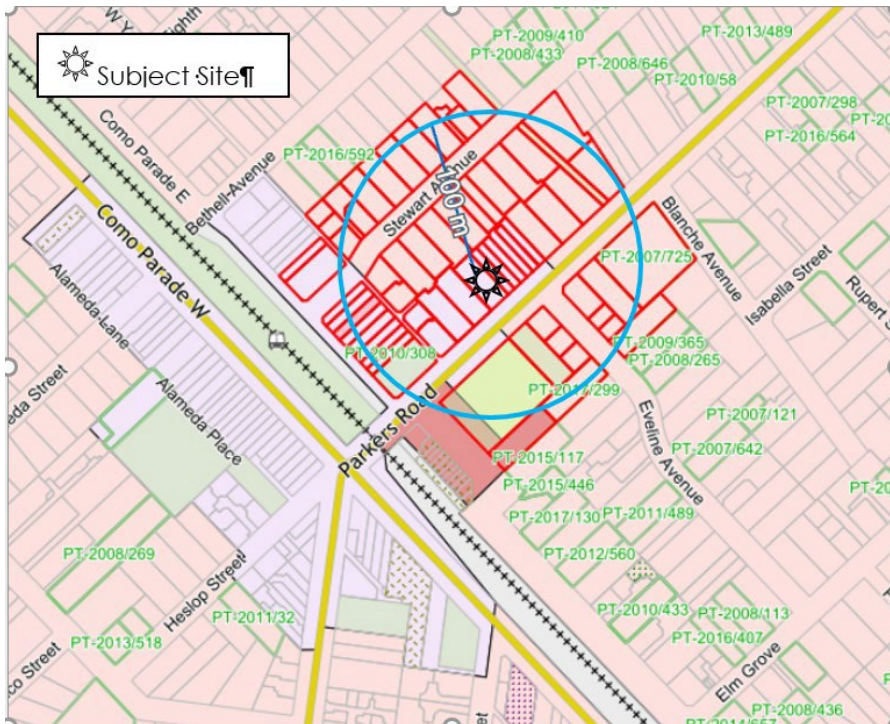 Subject Site¶
PT-2009/410
PT-2008/433
PT-2013/489
PT-2008/646
PT-2010/58
PT-2007/298
PT-2016/564
Como Parade E
Bethell-Avenue
PT-2016/592
Stewart Avenue
100 m
Como Parade W
Alameda-Lane
Blanche Avenue
PT-2007/725
Isabella Street
Rupert
PT-2009/365
PT-2008/265
PT-2010/308
PT-2017/299
Parkers Road
Alameda Place
Eveline Avenue
PT-2007/121
PT-2007/642
PT-2015/117
PT-2015/446
PT-2017/130
PT-2011/489
PT-2012/560
PT-2008/269
Heslop Street
PT-2011/32
PT-2013/518
PT-2010/433
PT-2008/113
PT-2016/407
Elm Grove
PT-2008/436